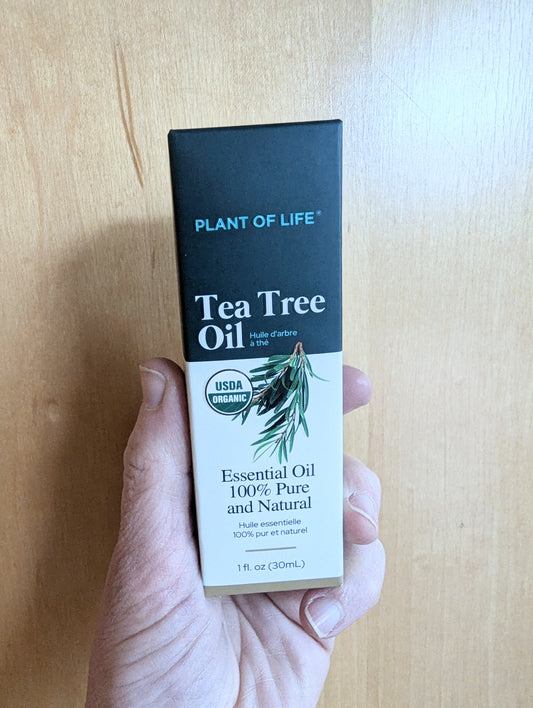 PLANT OF LIFE®
Tea Tree
Oil
Huile d'arbre
à thé
USDA
ORGANIC
Essential Oil
100% Pure
and Natural
Huile essentielle
100% pur et naturel
1 fl. oz (30mL)